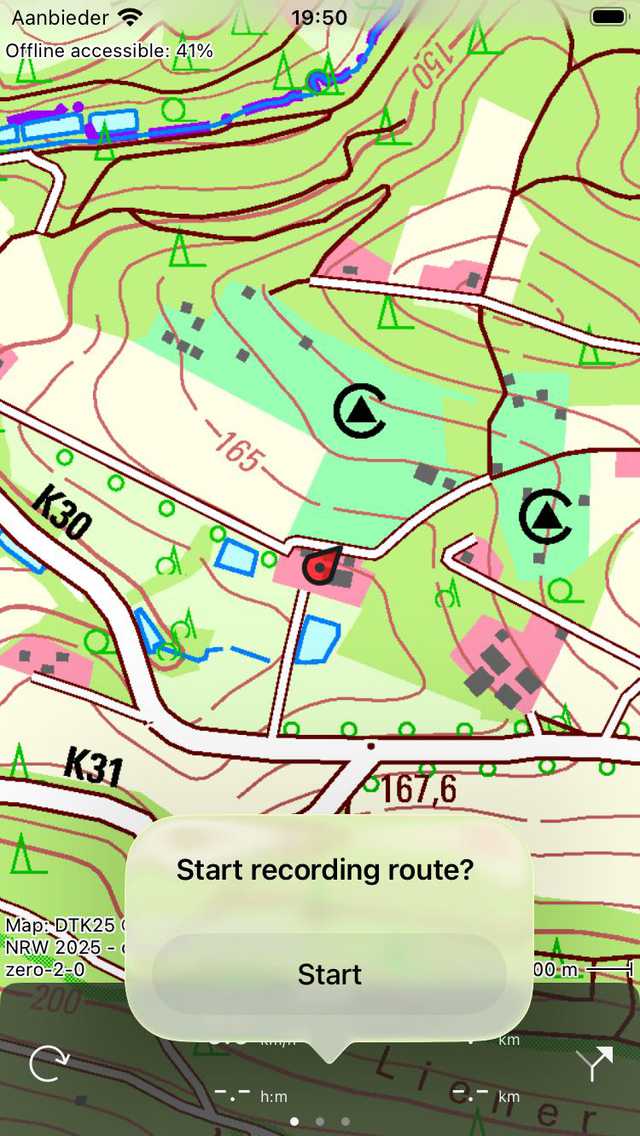 Aanbieder 19:50
Offline accessible: 41%
150
165
K30
K31
167,6
Start recording route?
Map: DTK25
NRW 2025 -
zero-2-0
Start
00 m
200
km/h km
Liener
-.- h:m -.- km